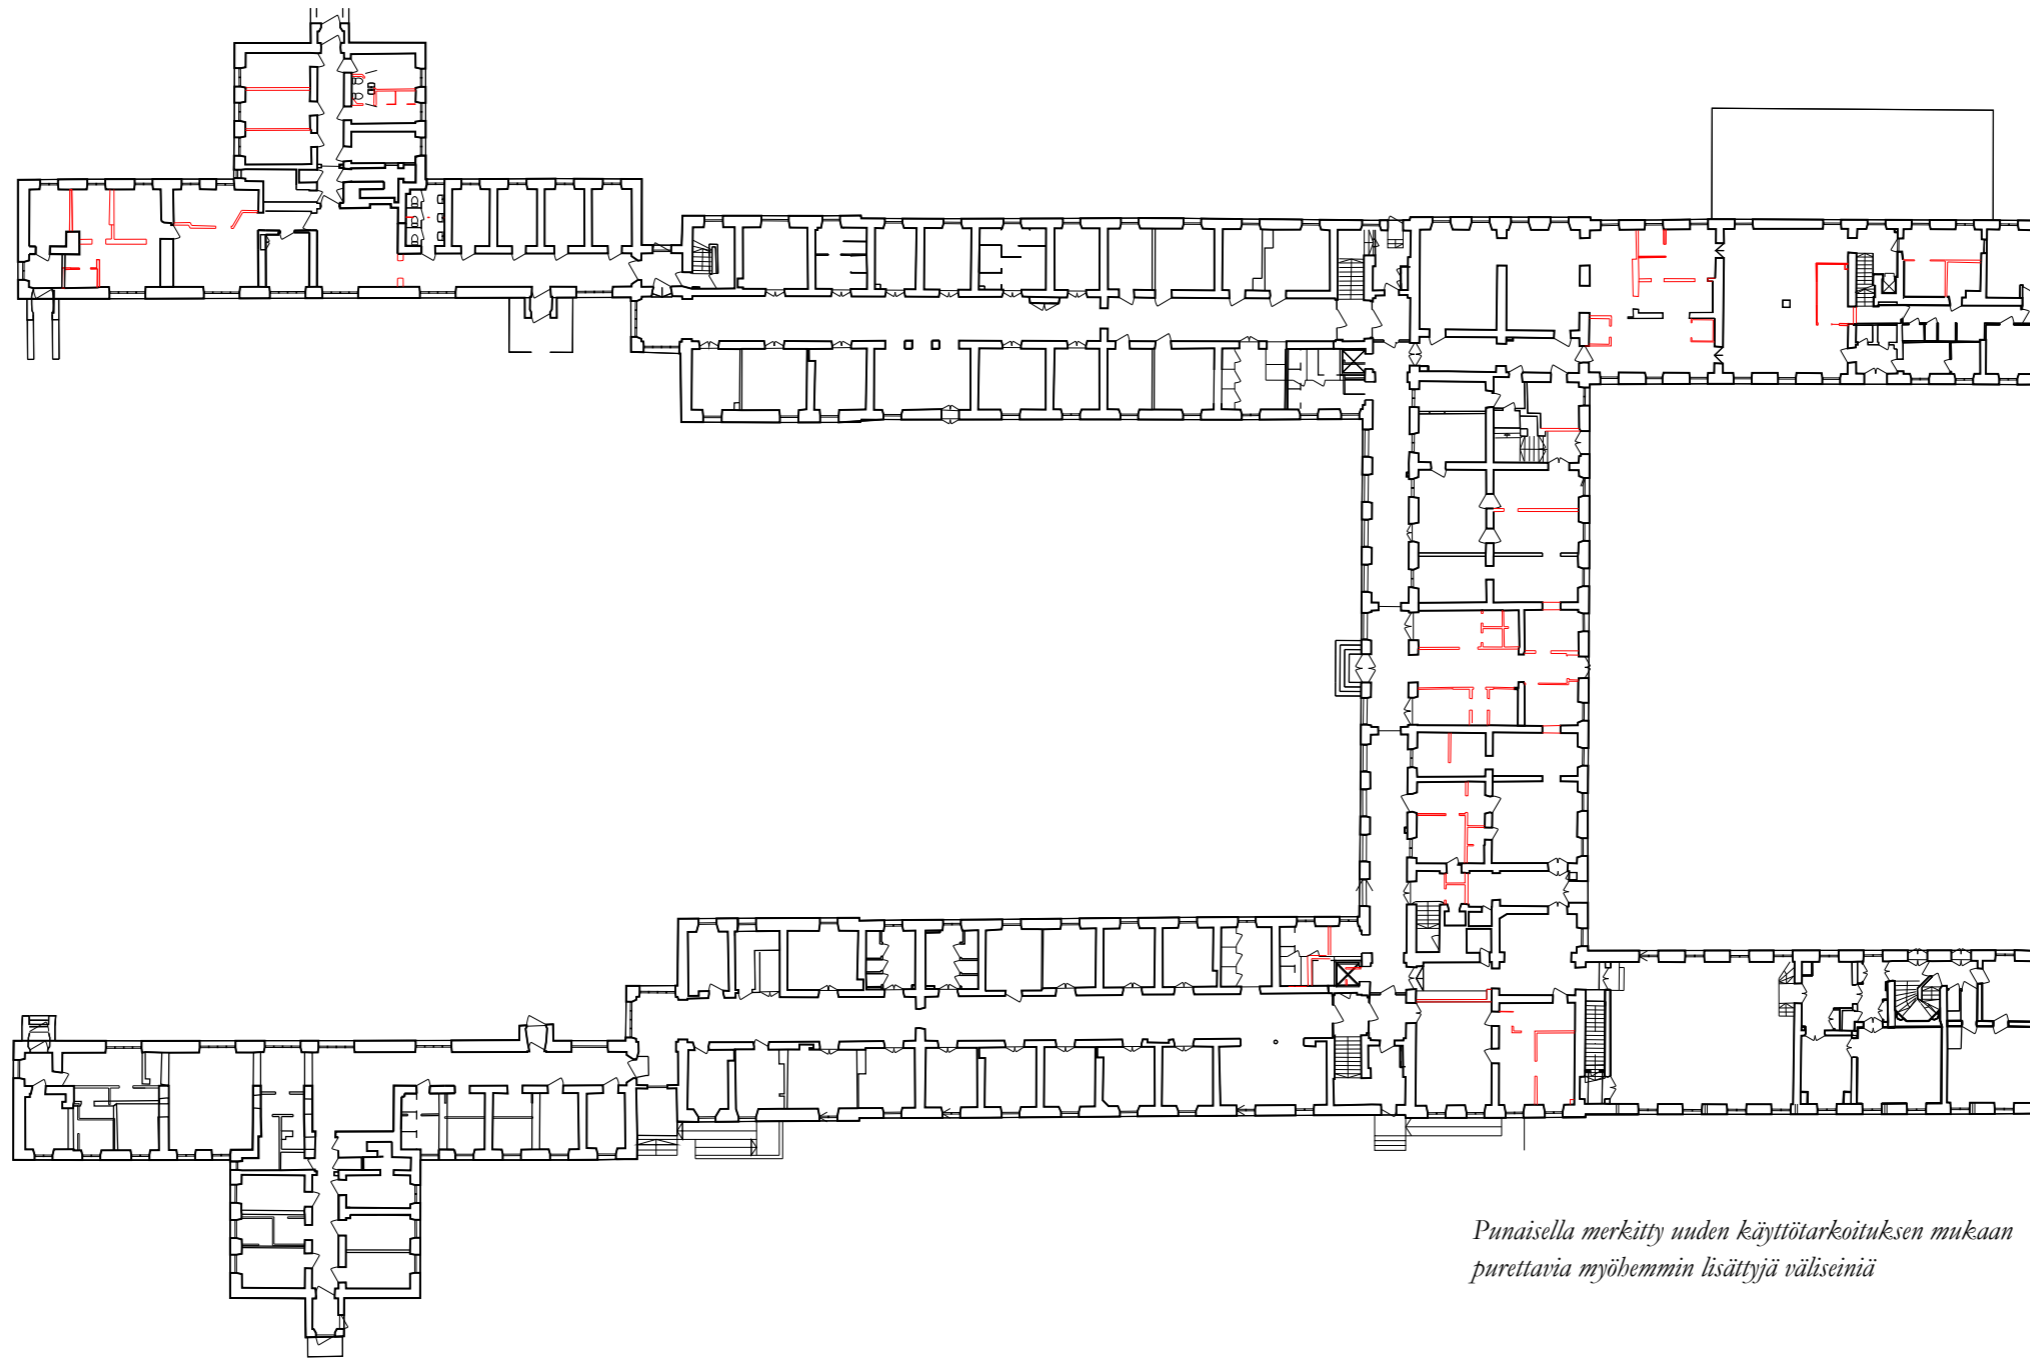 Punaisella merkitty uuden käyttötarkoituksen mukaan
purettavia myöhemmin lisättyjä väliseiniä